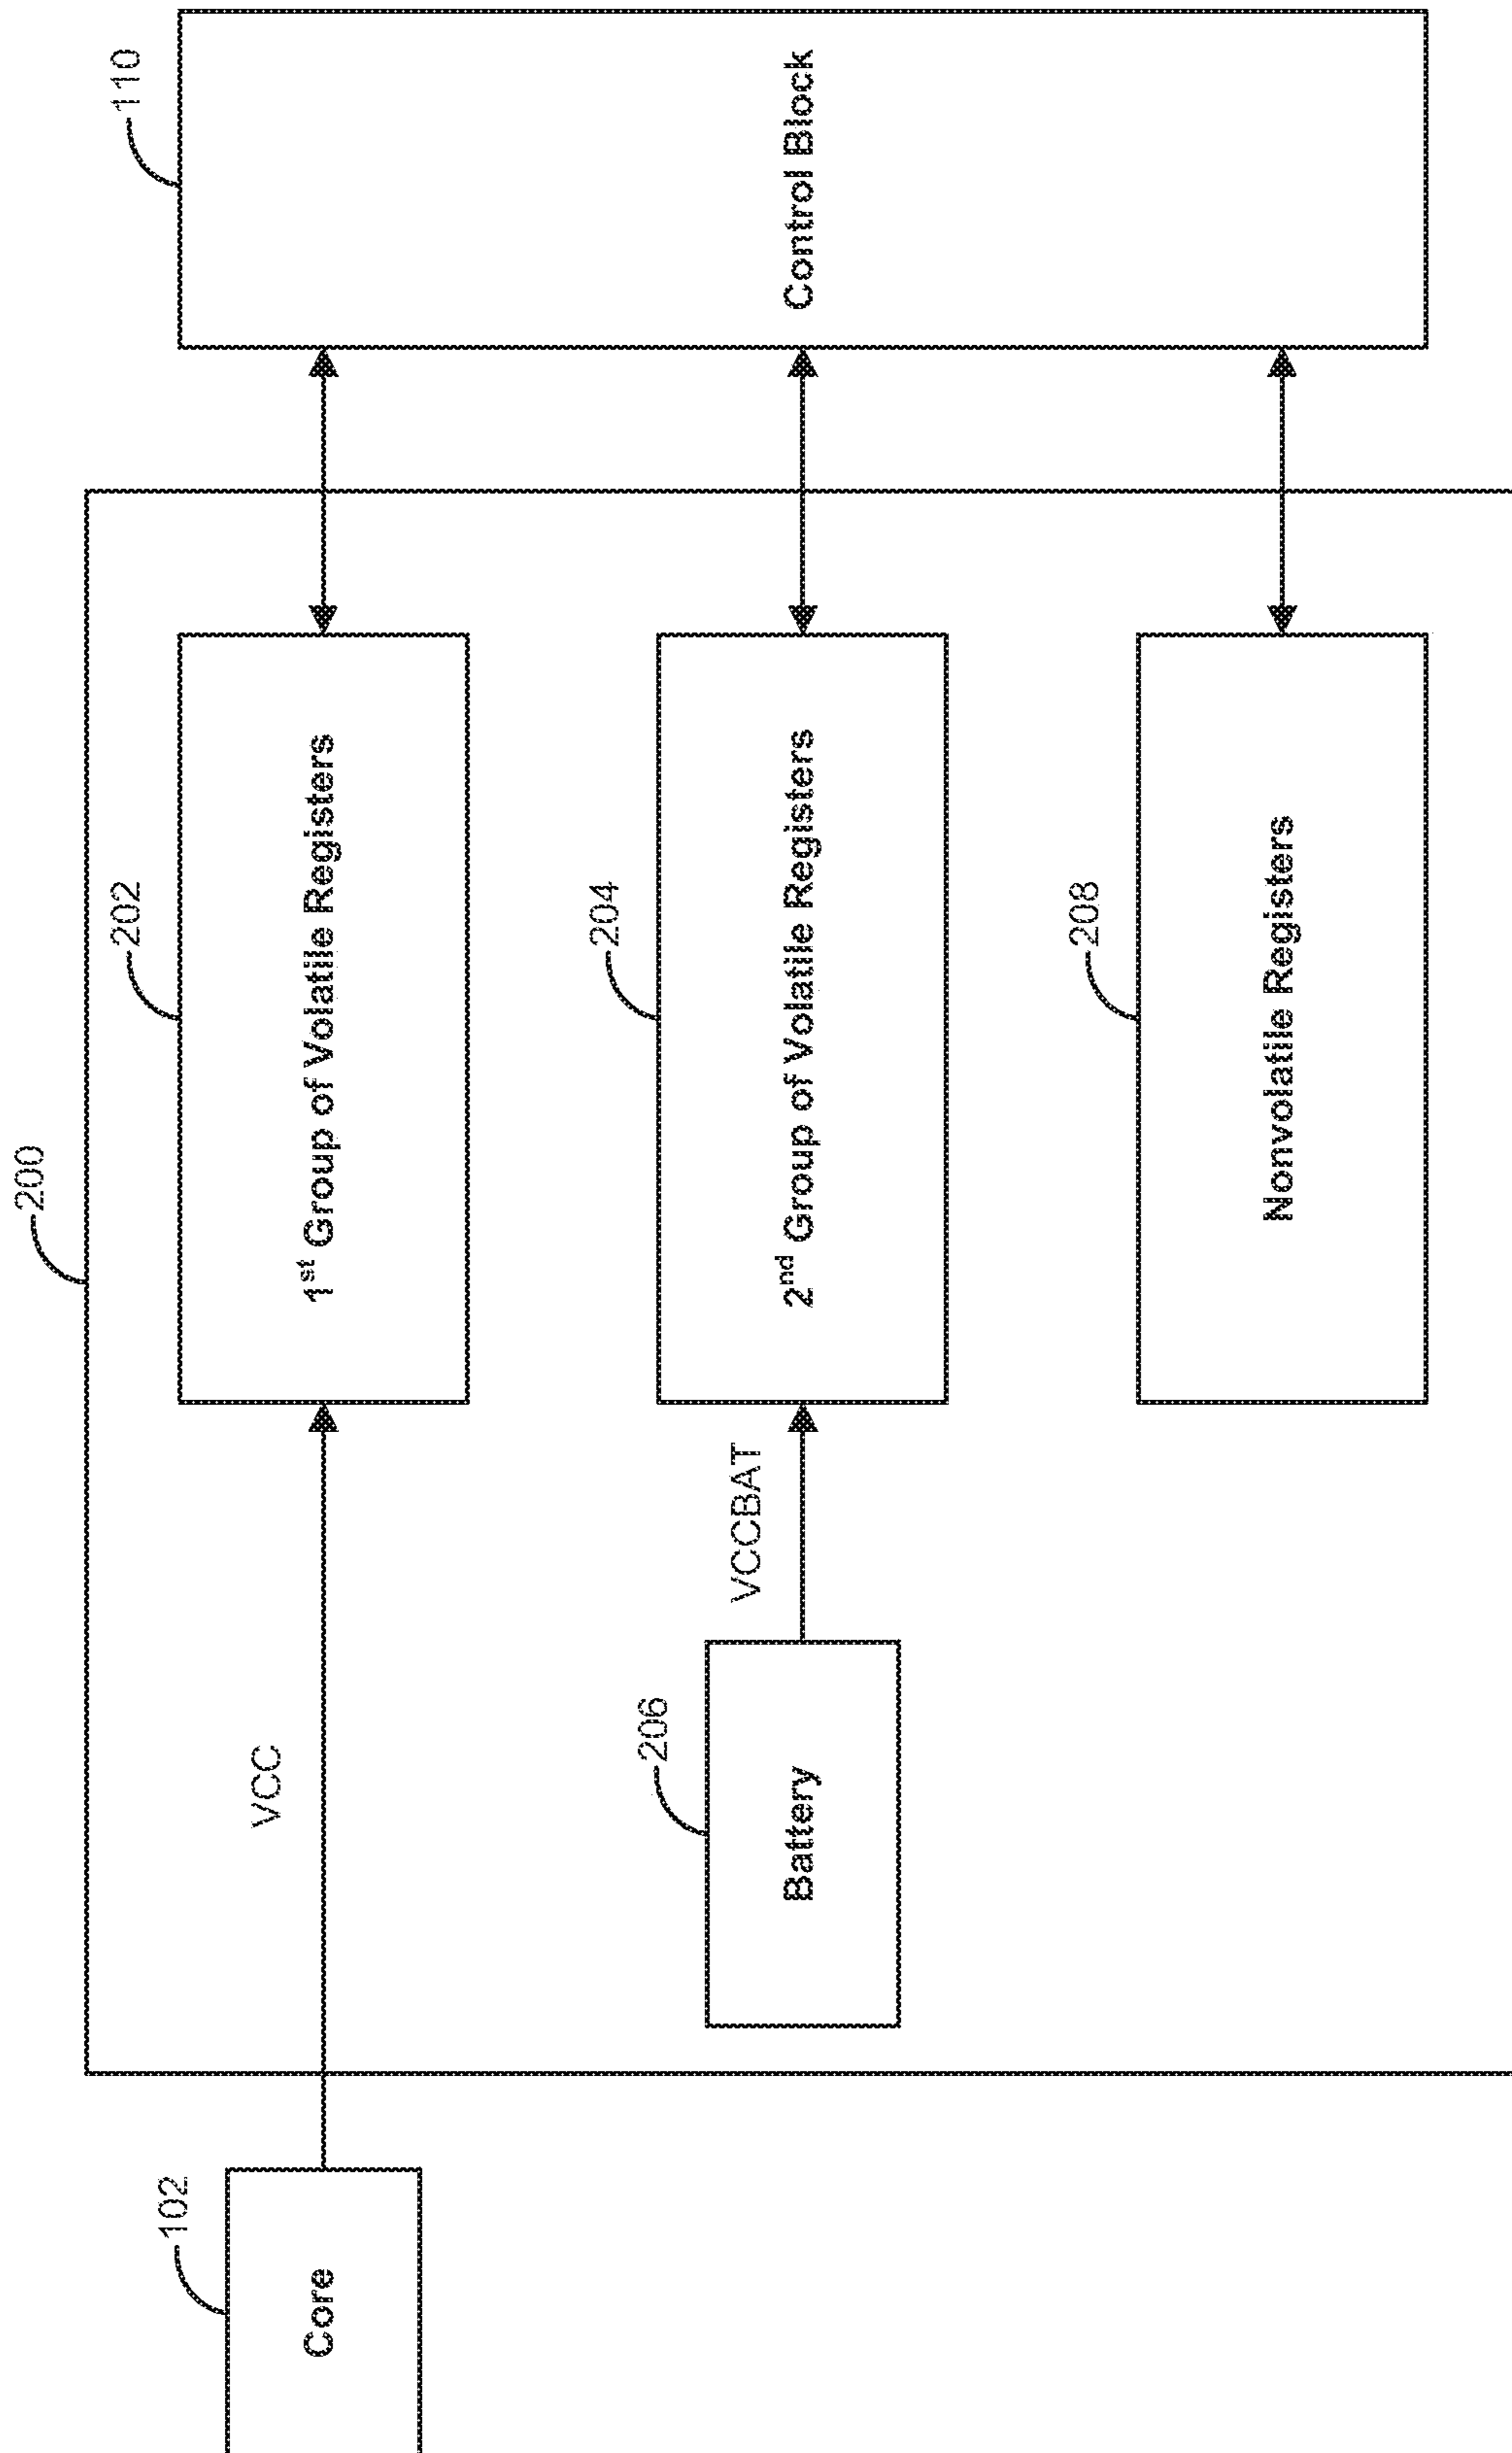 200
102
Core
VCC
202
1st Group of Volatile Registers
110
Control Block
206
Battery
VCCBAT
204
2nd Group of Volatile Registers
208
Nonvolatile Registers